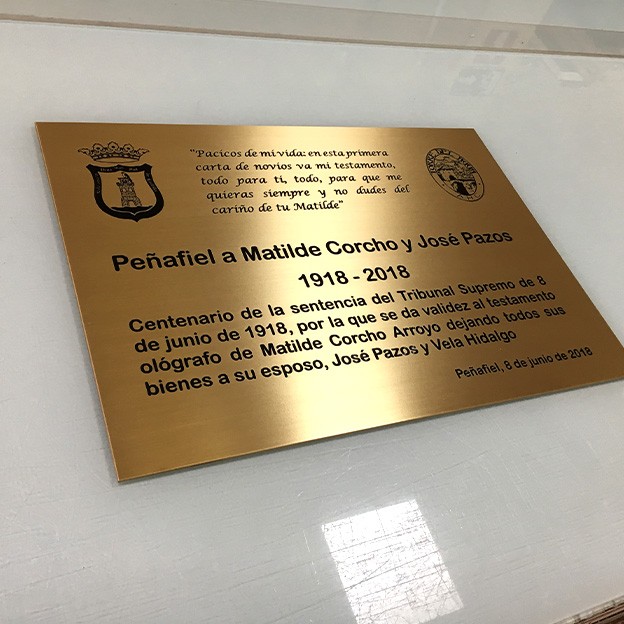 "Pacicos de mi vida: en esta primera
carta de novios va mi testamento,
todo para ti, todo, para que me
quieras siempre y no dudes del
cariño de tu Matilde"
Peñafiel a Matilde Corcho y José Pazos
1918 - 2018
Centenario de la sentencia del Tribunal Supremo de 8
de junio de 1918, por la que se da validez al testamento
ológrafo de Matilde Corcho Arroyo dejando todos sus
bienes a su esposo, José Pazos y Vela Hidalgo
Peñafiel, 8 de junio de 2018